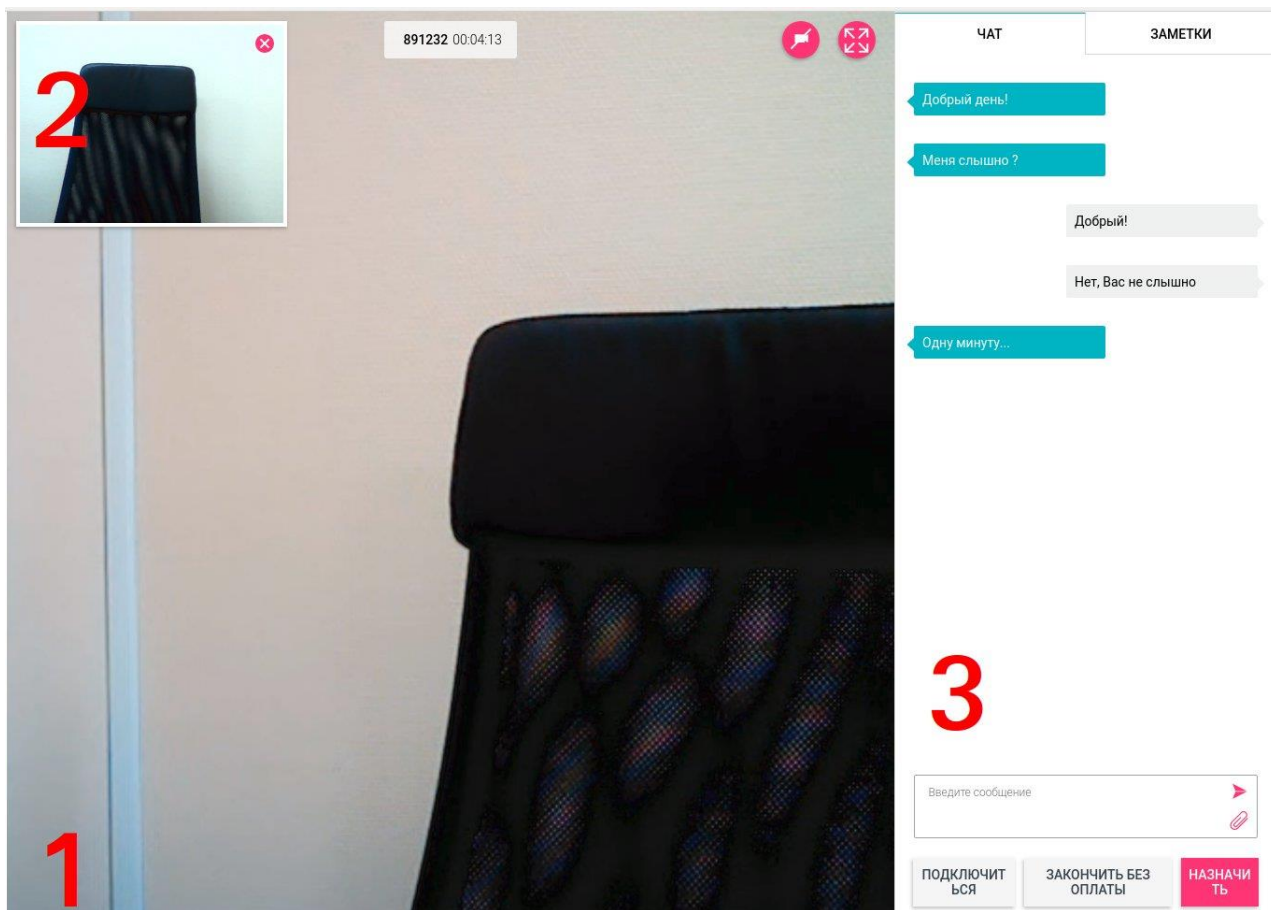 2
891232 00:04:13
ЧАТ
ЗАМЕТКИ
Добрый день!
Меня слышно ?
Добрый!
Нет, Вас не слышно
Одну минуту...
3
Введите сообщение
1
ПОДКЛЮЧИТ
ЬСЯ
ЗАКОНЧИТЬ БЕЗ
ОПЛАТЫ
НАЗНАЧИ
ТЬ